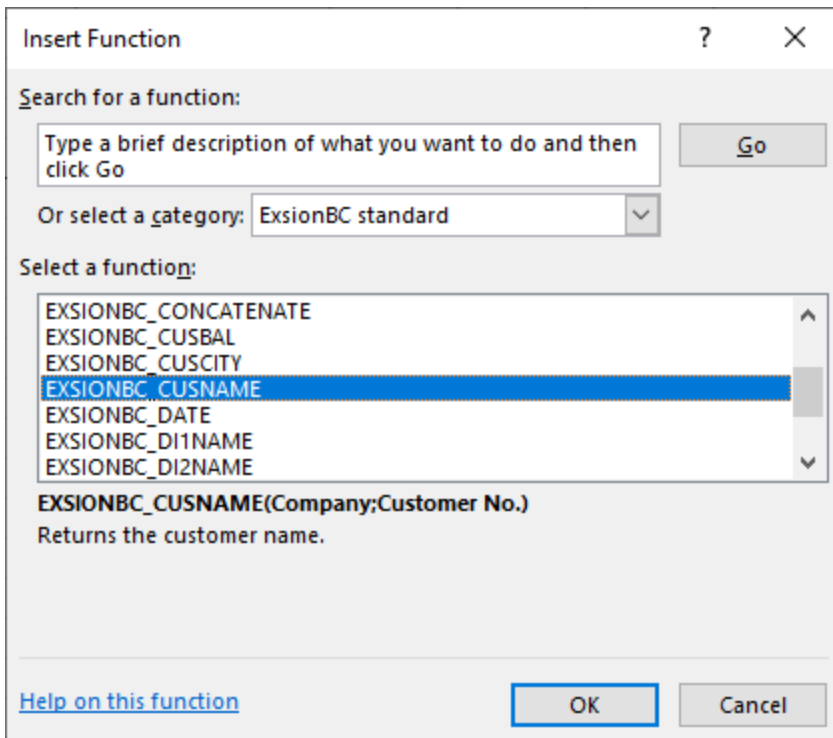 Insert Function
?
Search for a function:
Type a brief description of what you want to do and then
click Go
Go
Or select a category: ExsionBC standard
Select a function:
EXSIONBC_CONCATENATE
EXSIONBC_CUSBAL
EXSIONBC_CUSCITY
EXSIONBC_CUSNAME
EXSIONBC_DATE
EXSIONBC_DI1NAME
EXSIONBC_DI2NAME
EXSIONBC_CUSNAME(Company;Customer No.)
Returns the customer name.
Help on this function
OK
Cancel